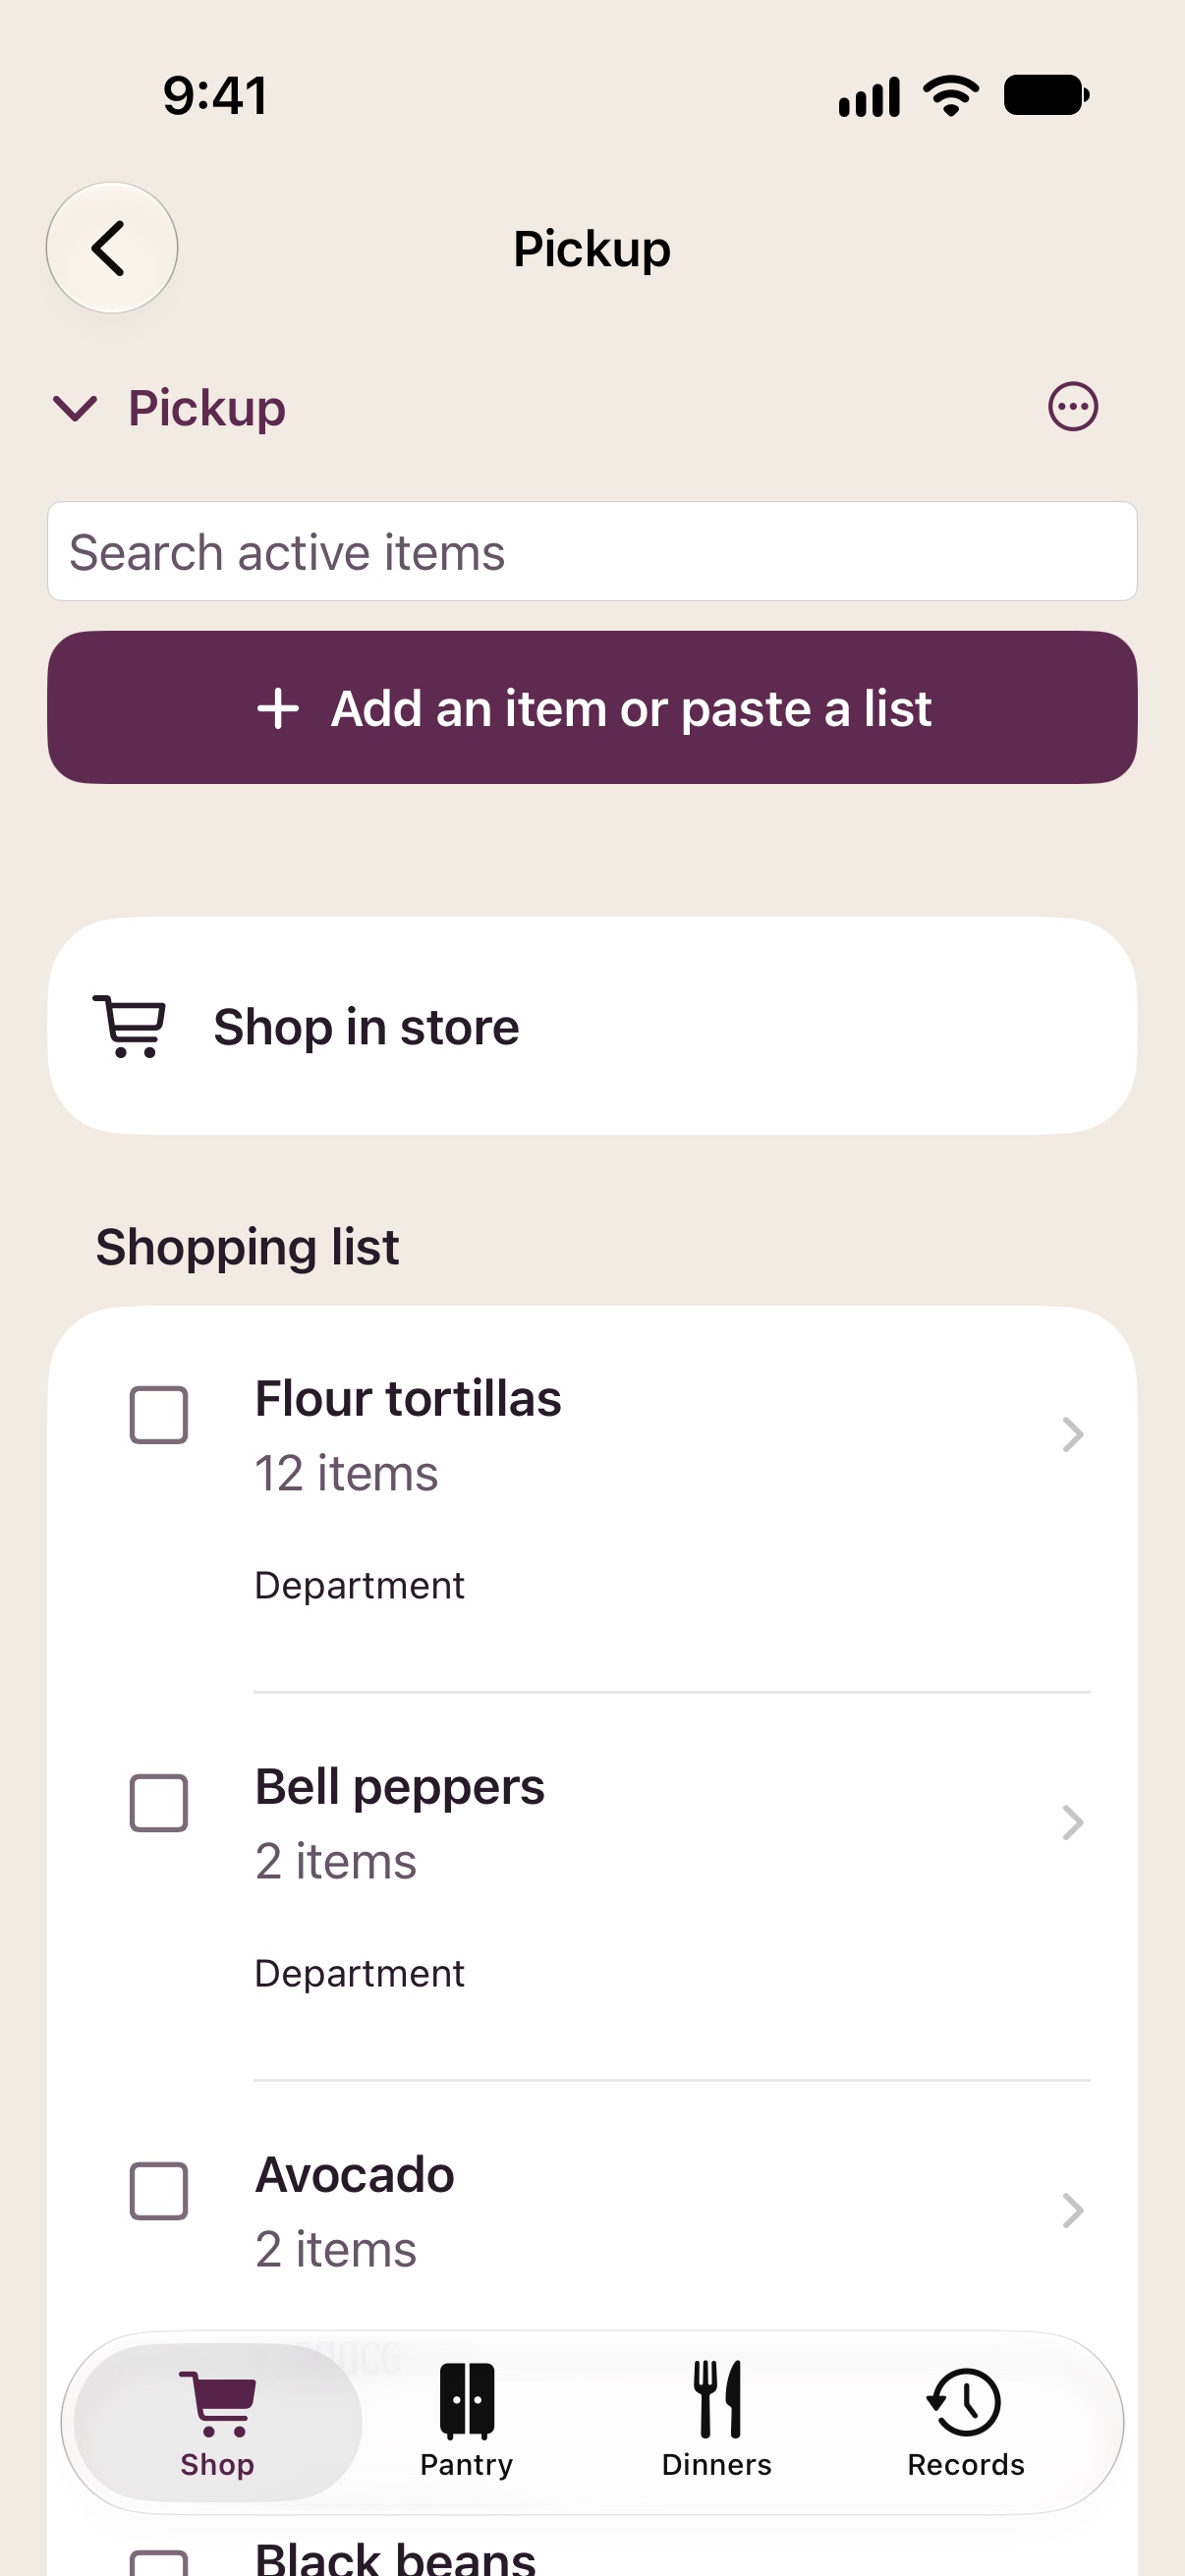 9:41
Pickup
Pickup
Search active items
Add an item or paste a list
Shop in store
Shopping list
Flour tortillas
12 items
Department
Bell peppers
2 items
Department
Avocado
2 items
Shop
Pantry
Dinners
Records
Black beans